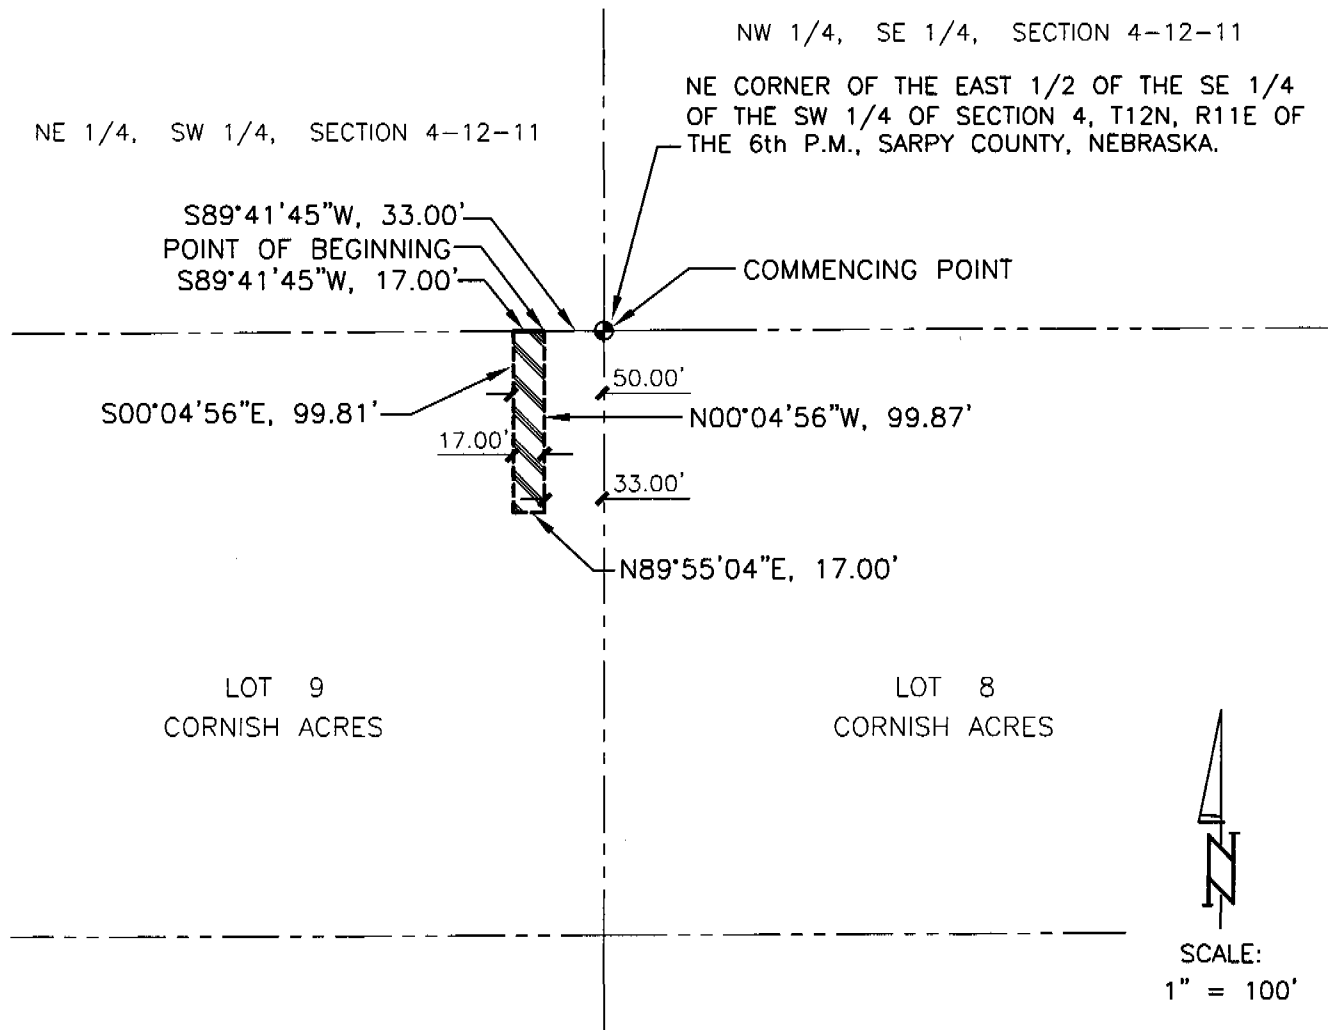 NW 1/4, SE 1/4, SECTION 4-12-11
NE CORNER OF THE EAST 1/2 OF THE SE 1/4
OF THE SW 1/4 OF SECTION 4, T12N, R11E OF
THE 6th P.M., SARPY COUNTY, NEBRASKA.
NE 1/4, SW 1/4, SECTION 4-12-11
S89°41'45"W, 33.00'
POINT OF BEGINNING
S89°41'45"W, 17.00'
COMMENCING POINT
50.00'
S00°04'56"E, 99.81'
N00°04'56"W, 99.87'
17.00'
33.00'
N89°55'04"E, 17.00'
LOT 9
CORNISH ACRES
LOT 8
CORNISH ACRES
N
SCALE:
1" = 100'